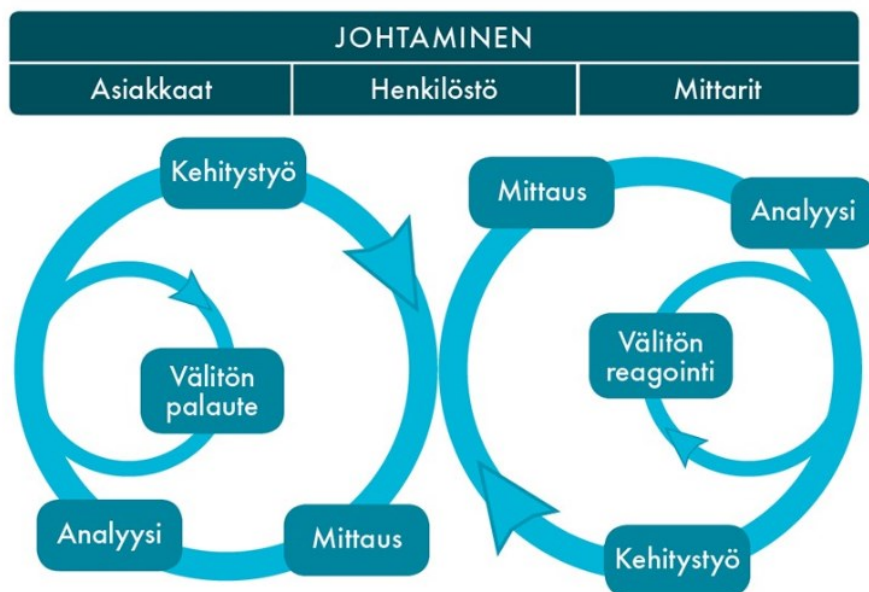 JOHTAMINEN
Asiakkaat
Henkilöstö
Mittarit
Kehitystyö
Välitön
palaute
Analyysi
Mittaus
Mittaus
Analyysi
Välitön
reagointi
Kehitystyö